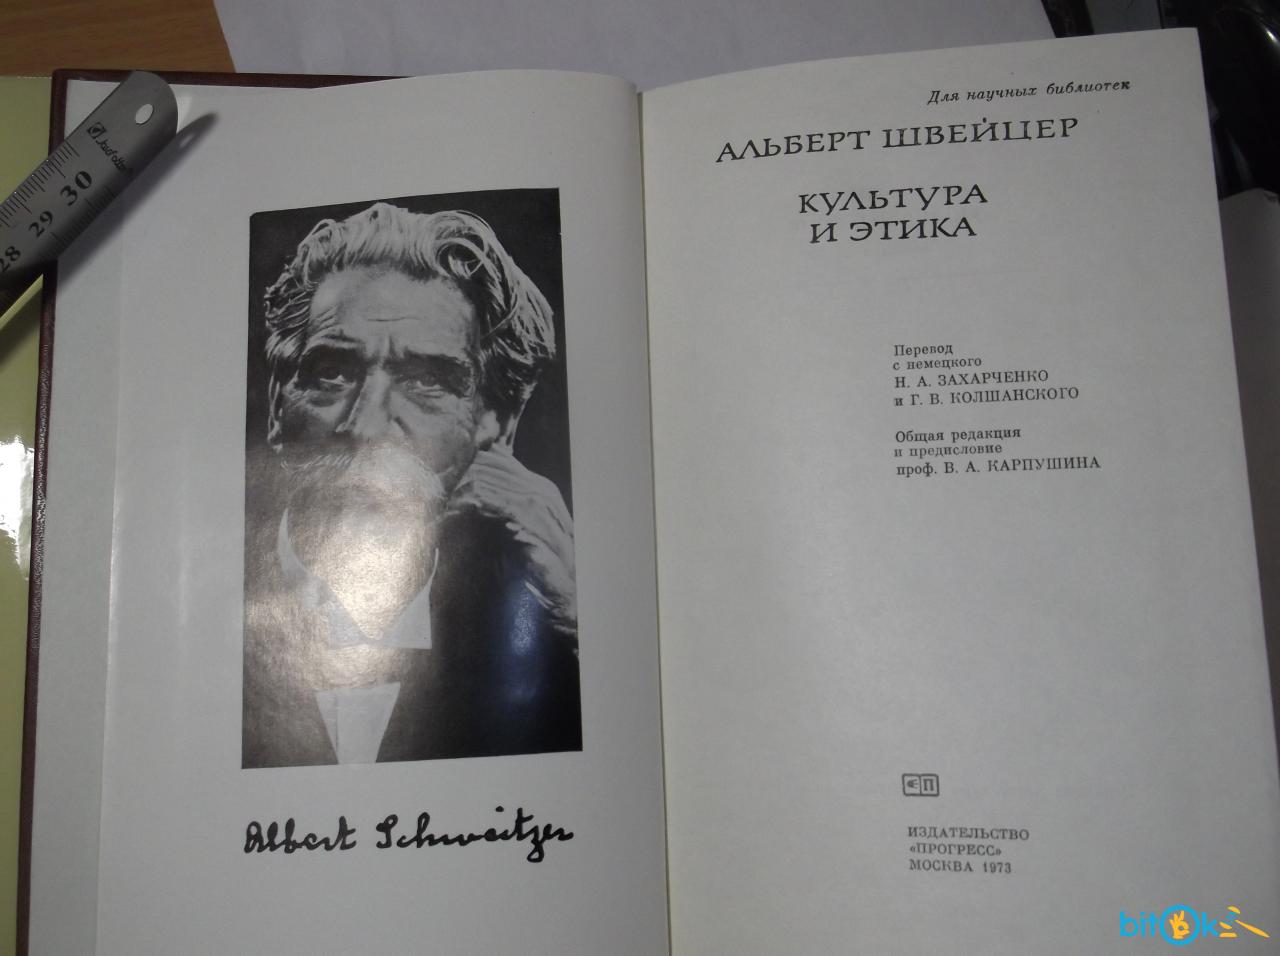 28 29 30
Albert Schweitzer
Для научных библиотек
АЛЬБЕРТ ШВЕЙЦЕР
КУЛЬТУРА
И ЭТИКА
Перевод
с немецкого
Н. А. ЗАХАРЧЕНКО
и Г. В. КОЛШАНСКОГО
Общая редакция
и предисловие
проф. В. А. КАРПУШИНА
П
ИЗДАТЕЛЬСТВО
«ПРОГРЕСС»
МОСКВА 1973